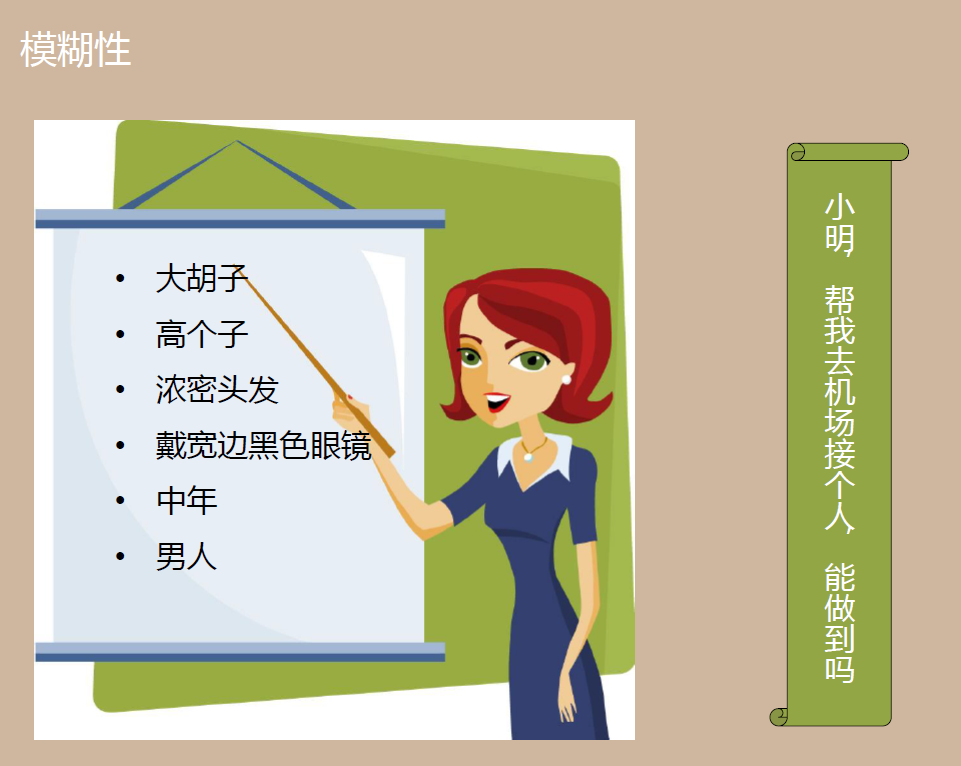 模糊性
大胡子
高个子
浓密头发
戴宽边黑色眼镜
中年
男人
小明，帮我去机场接个人，能做到吗